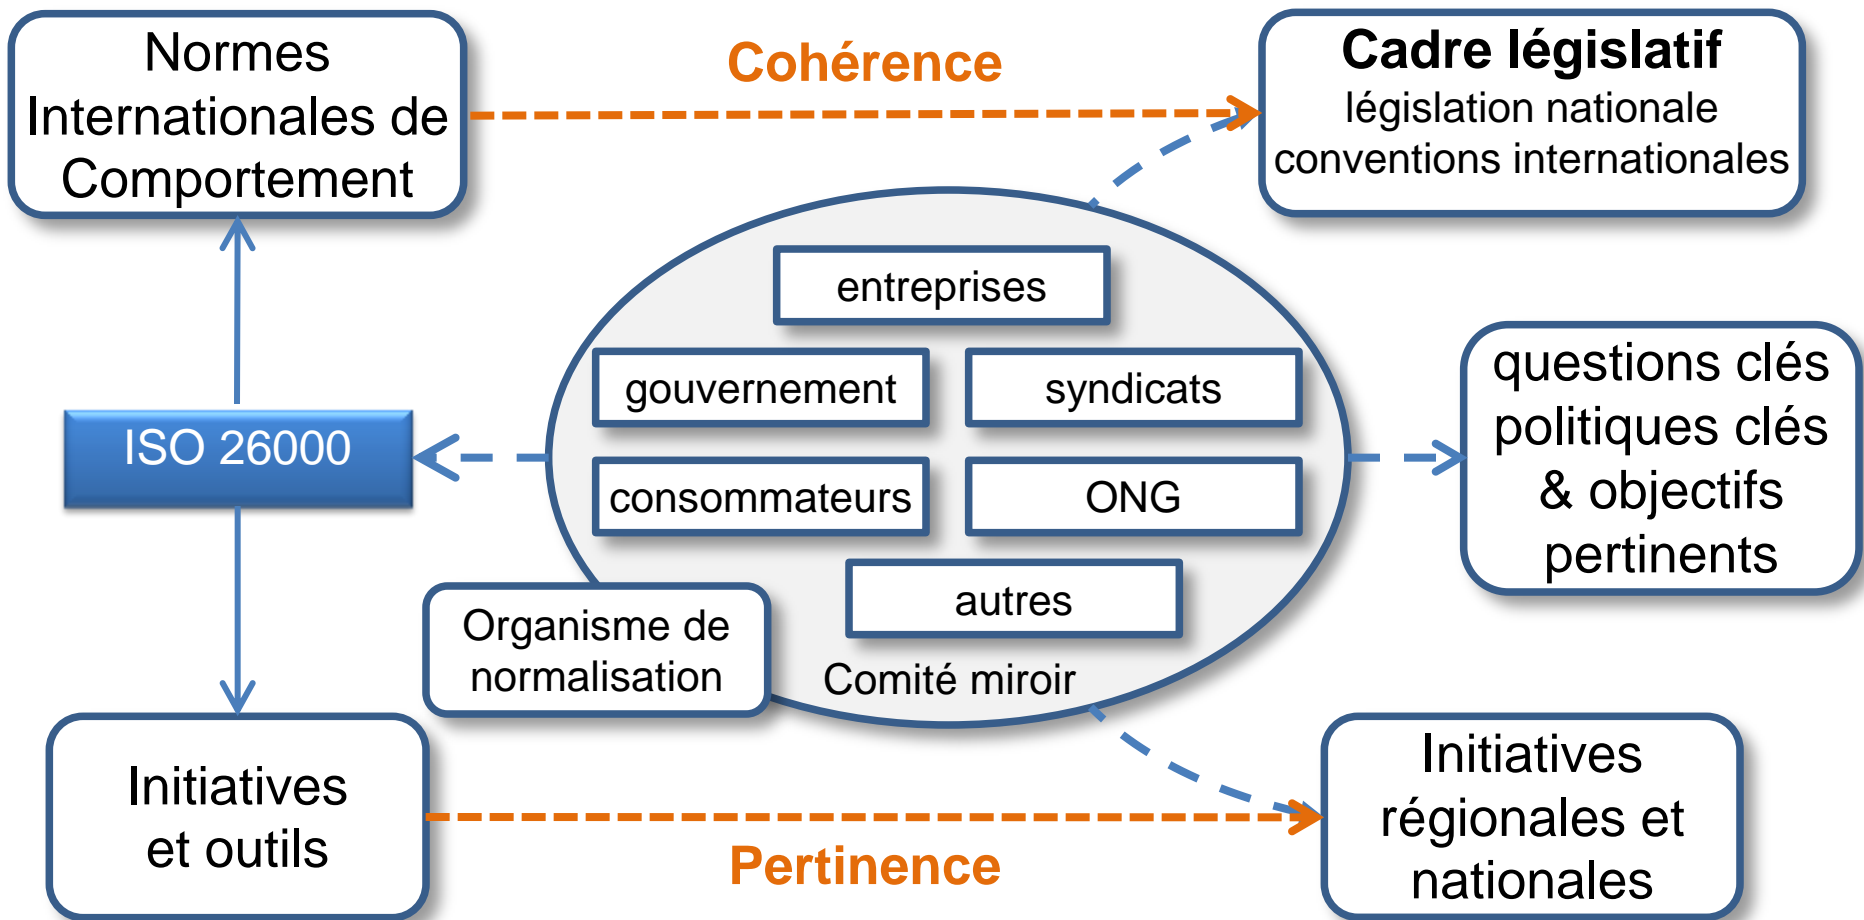 Normes
Internationales de
Comportement
Cohérence
Cadre législatif
législation nationale
conventions internationales
entreprises
gouvernement
syndicats
questions clés
politiques clés
& objectifs
pertinents
ISO 26000
consommateurs
ONG
autres
Organisme de
normalisation
Comité miroir
Initiatives
et outils
Pertinence
Initiatives
régionales et
nationales